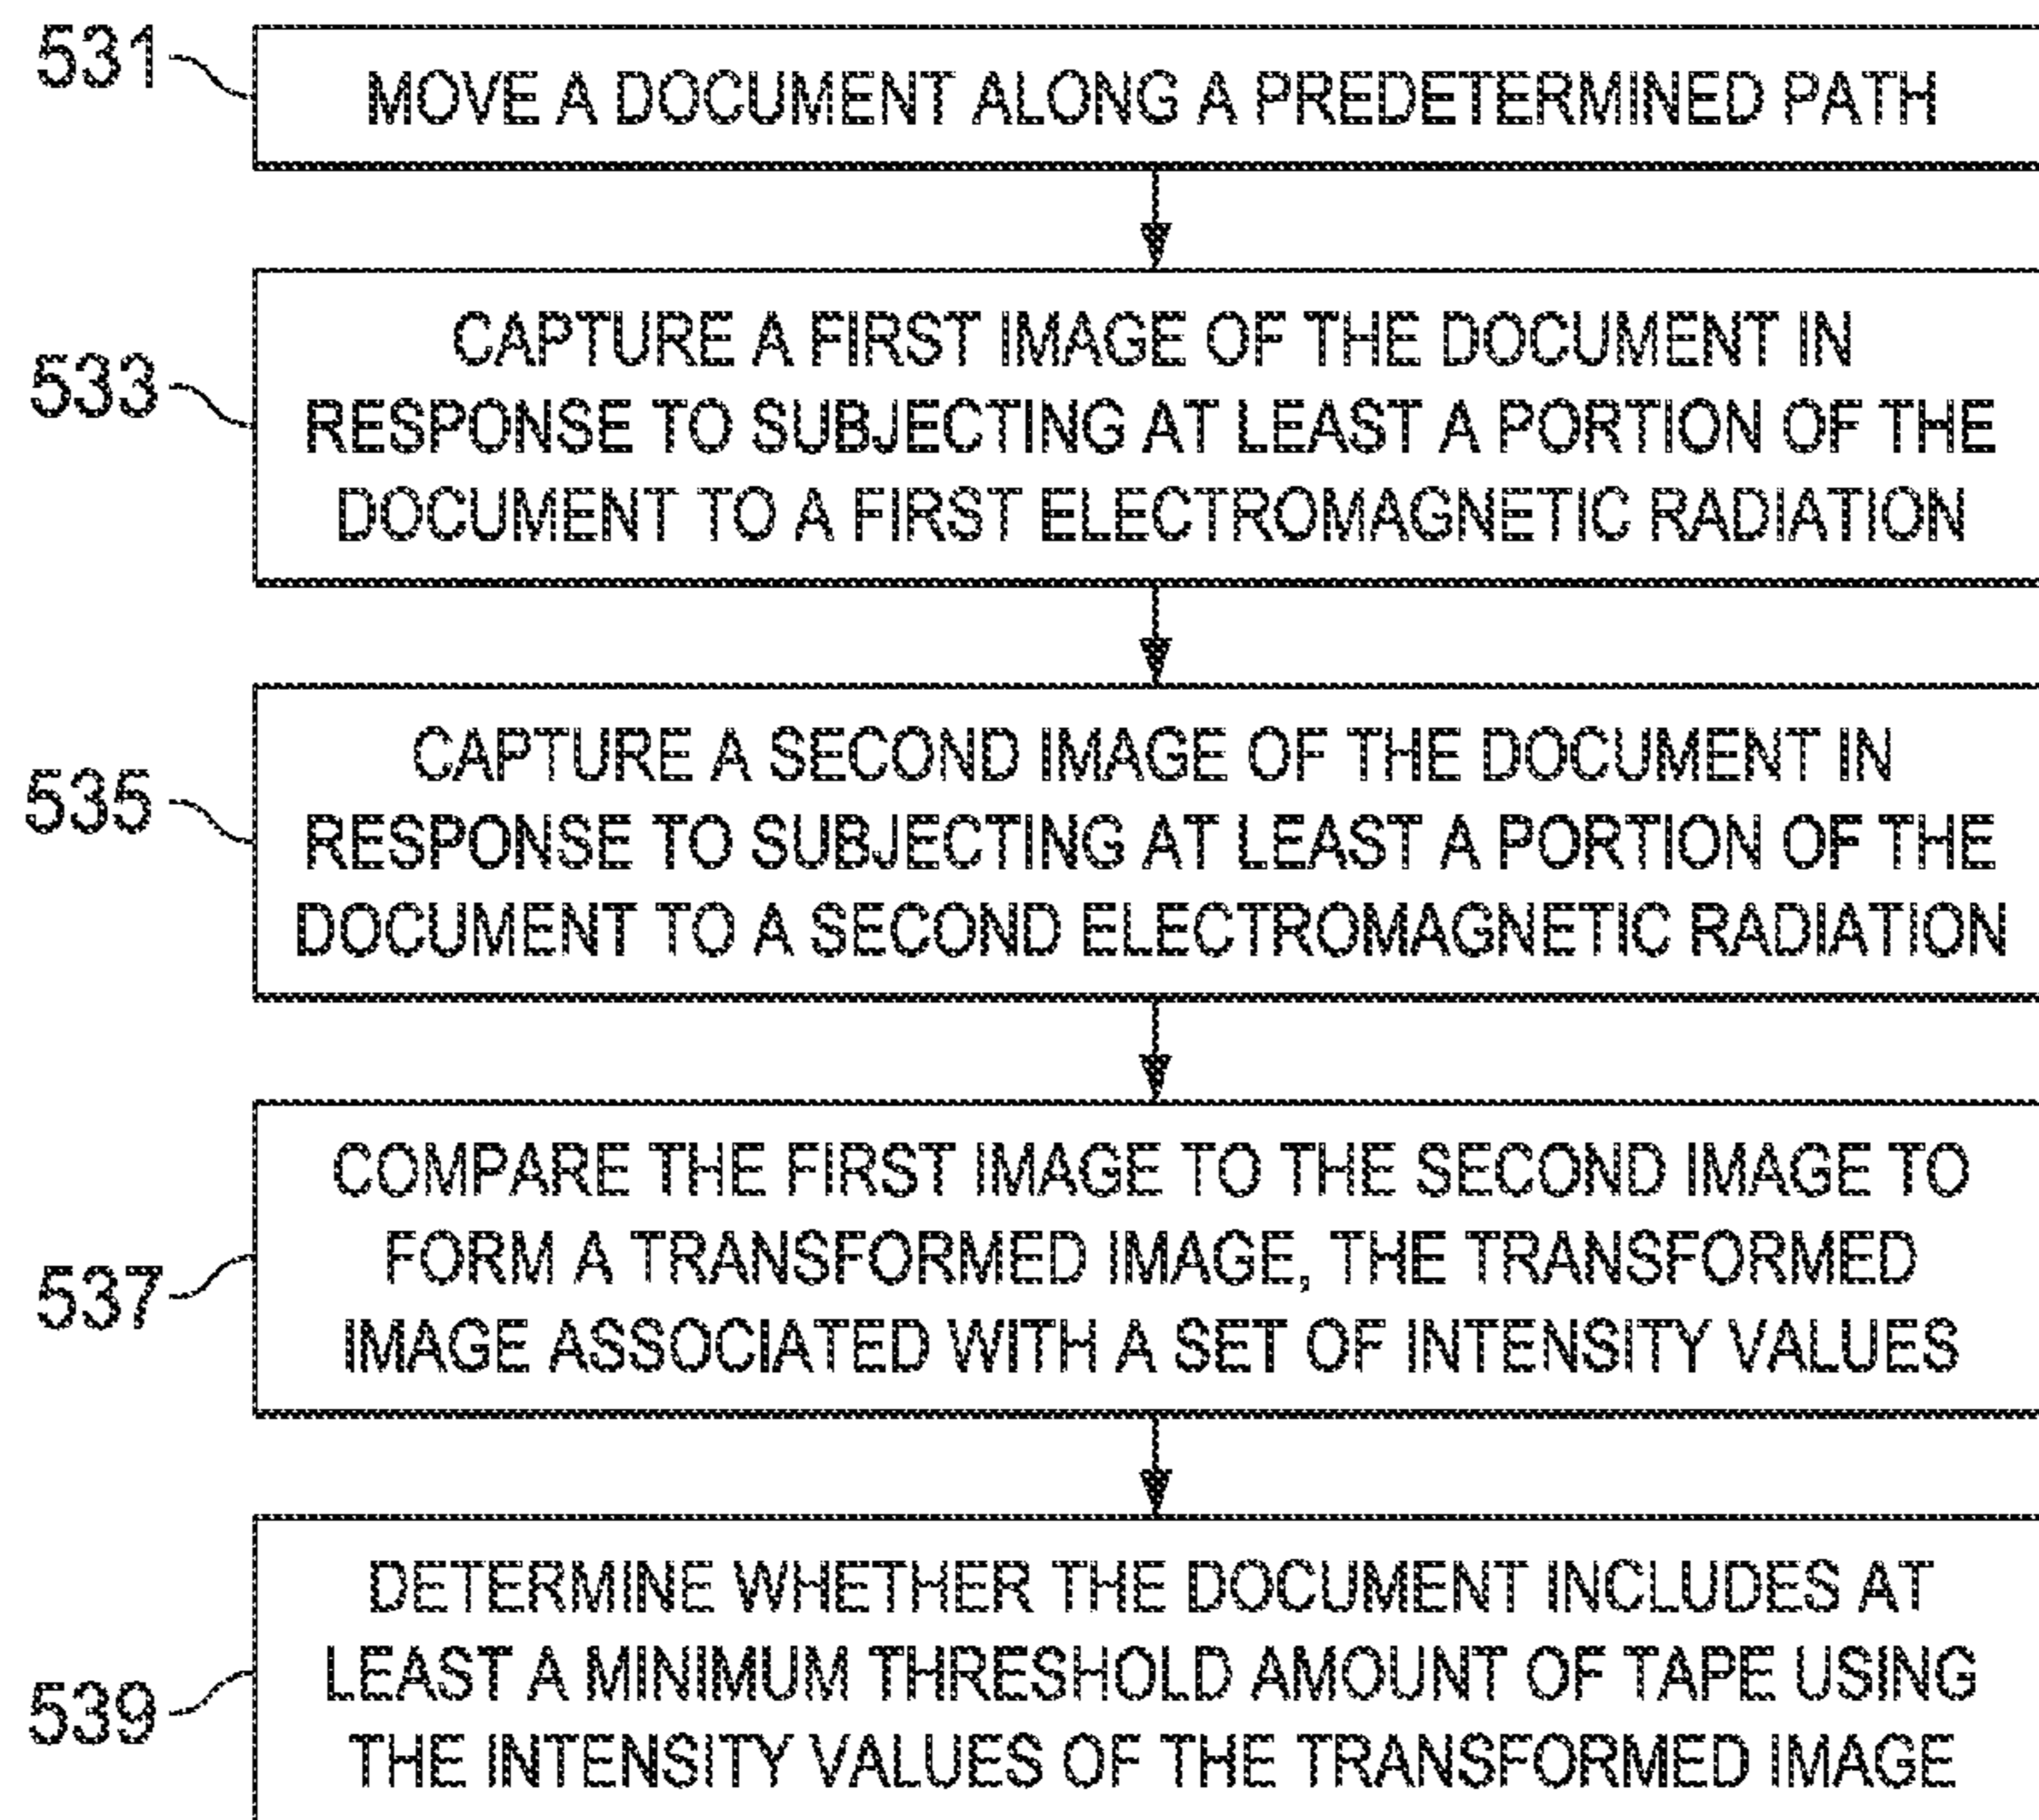 531
MOVE A DOCUMENT ALONG A PREDETERMINED PATH
533
CAPTURE A FIRST IMAGE OF THE DOCUMENT IN
RESPONSE TO SUBJECTING AT LEAST A PORTION OF THE
DOCUMENT TO A FIRST ELECTROMAGNETIC RADIATION
535
CAPTURE A SECOND IMAGE OF THE DOCUMENT IN
RESPONSE TO SUBJECTING AT LEAST A PORTION OF THE
DOCUMENT TO A SECOND ELECTROMAGNETIC RADIATION
537
COMPARE THE FIRST IMAGE TO THE SECOND IMAGE TO
FORM A TRANSFORMED IMAGE, THE TRANSFORMED
IMAGE ASSOCIATED WITH A SET OF INTENSITY VALUES
539
DETERMINE WHETHER THE DOCUMENT INCLUDES AT
LEAST A MINIMUM THRESHOLD AMOUNT OF TAPE USING
THE INTENSITY VALUES OF THE TRANSFORMED IMAGE